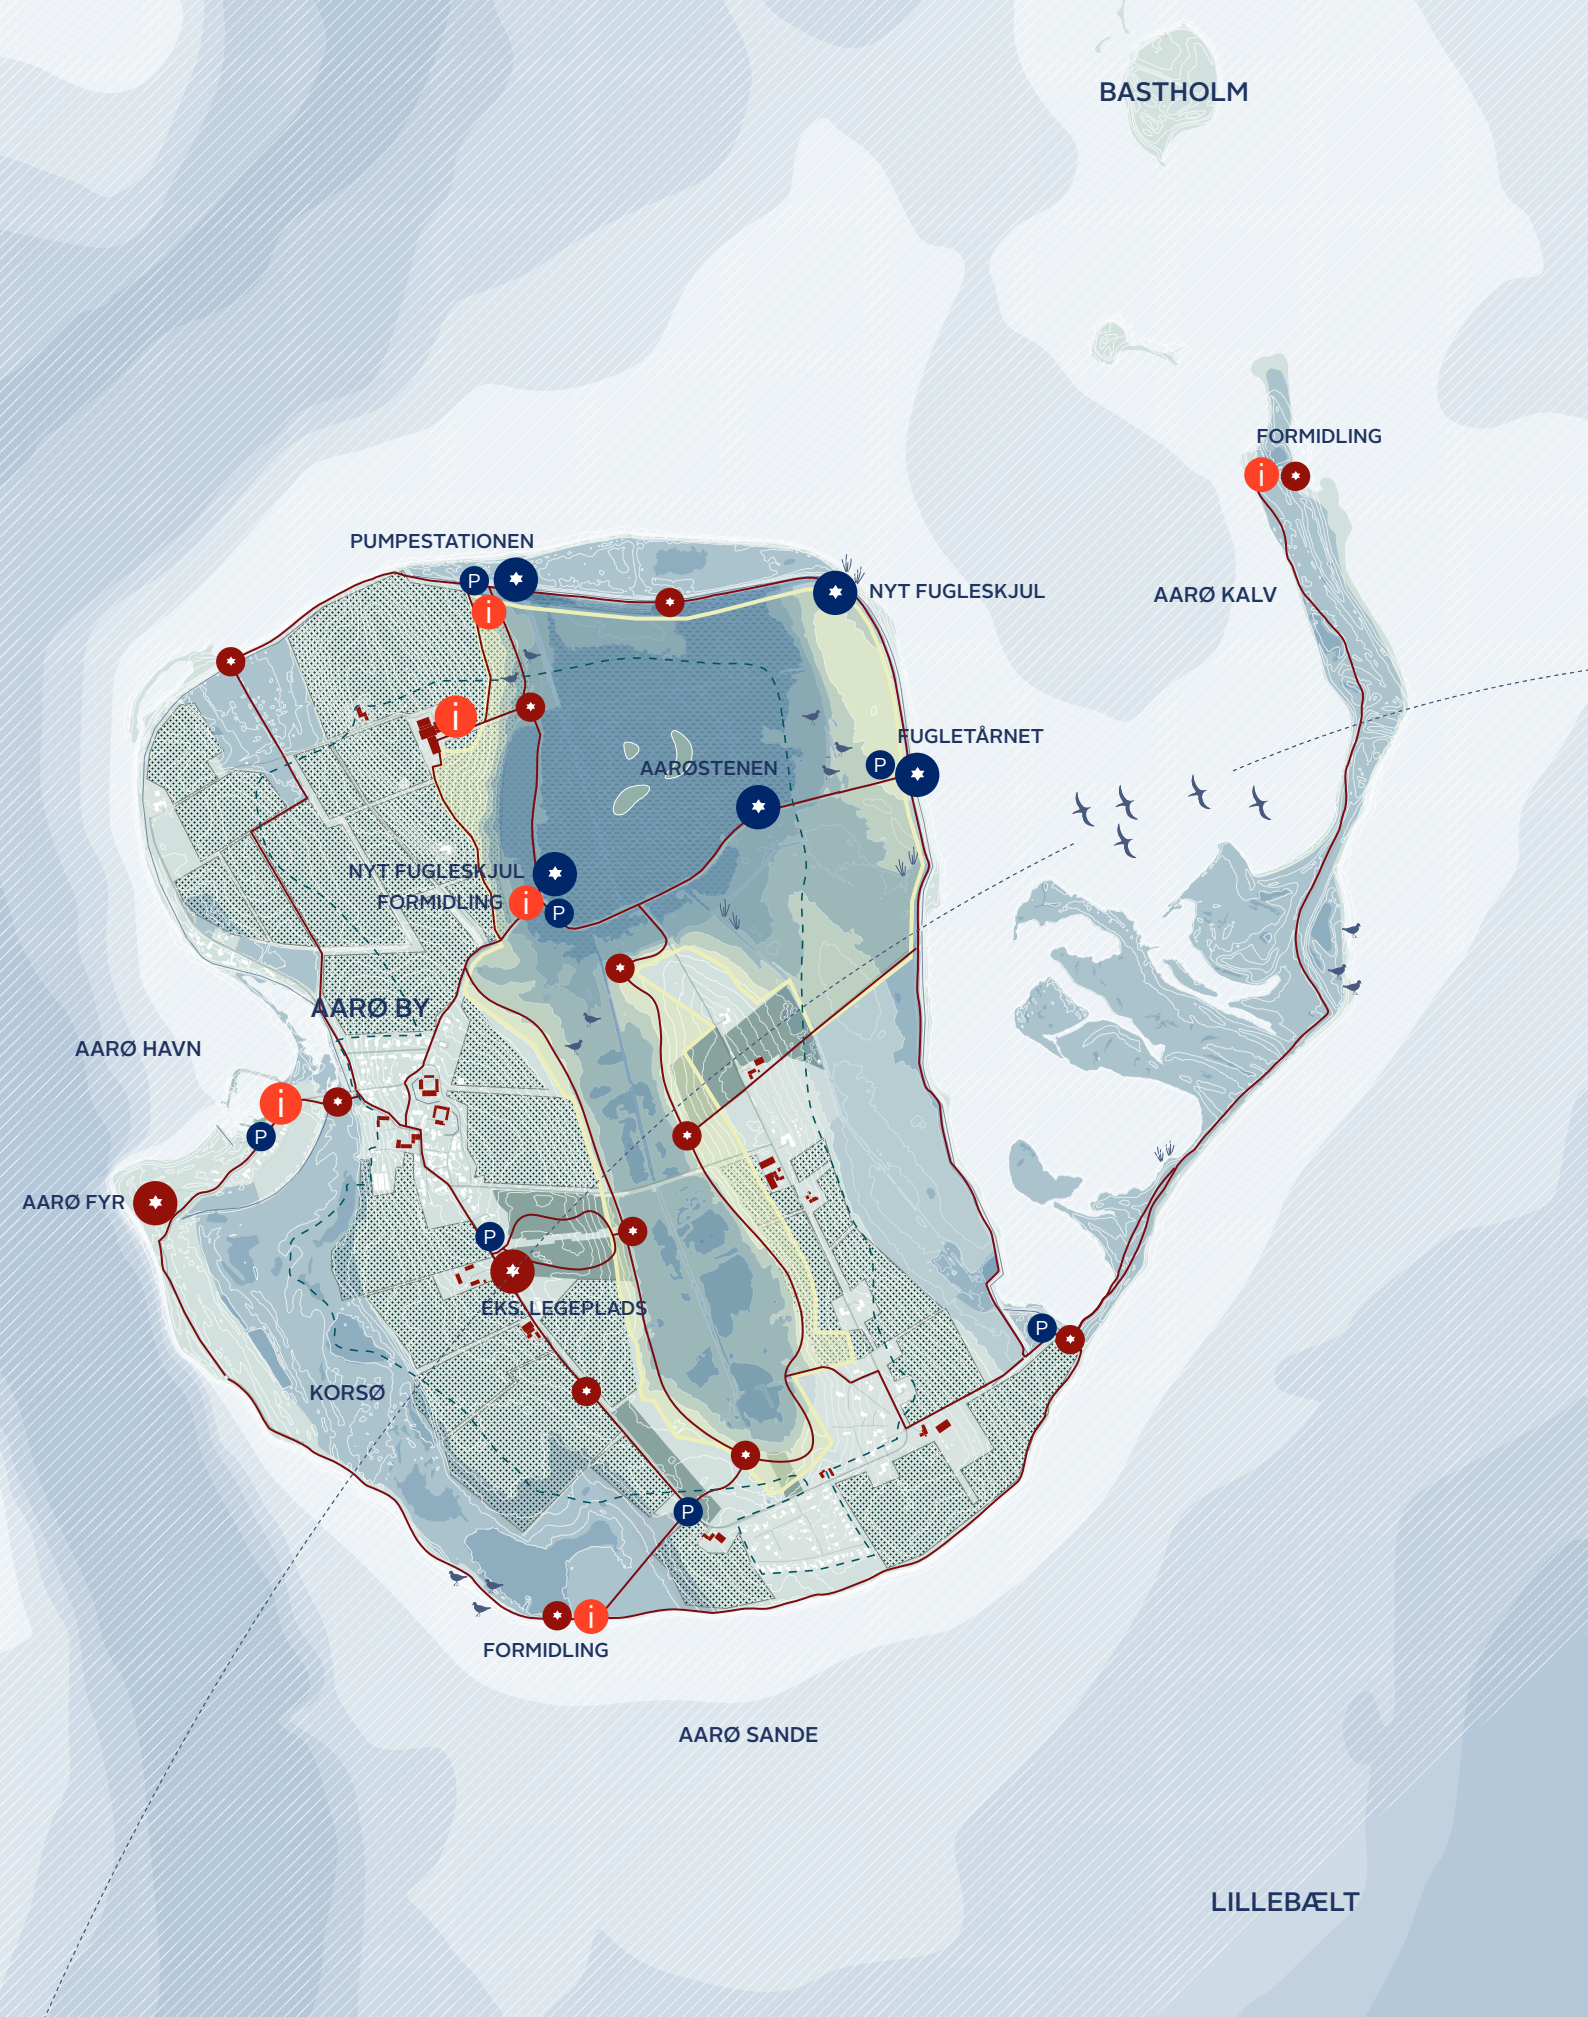 BASTHOLM
FORMIDLING
i
PUMPESTATIONEN
P
i
NYT FUGLESKJUL
AARØ KALV
i
FUGLETÅRNET
P
AARØSTENEN
NYT FUGLESKJUL
FORMIDLING
i
P
AARØ BY
AARØ HAVN
i
P
AARØ FYR
P
EKS. LEGEPLADS
P
KORSØ
P
i
FORMIDLING
AARØ SANDE
LILLEBÆLT